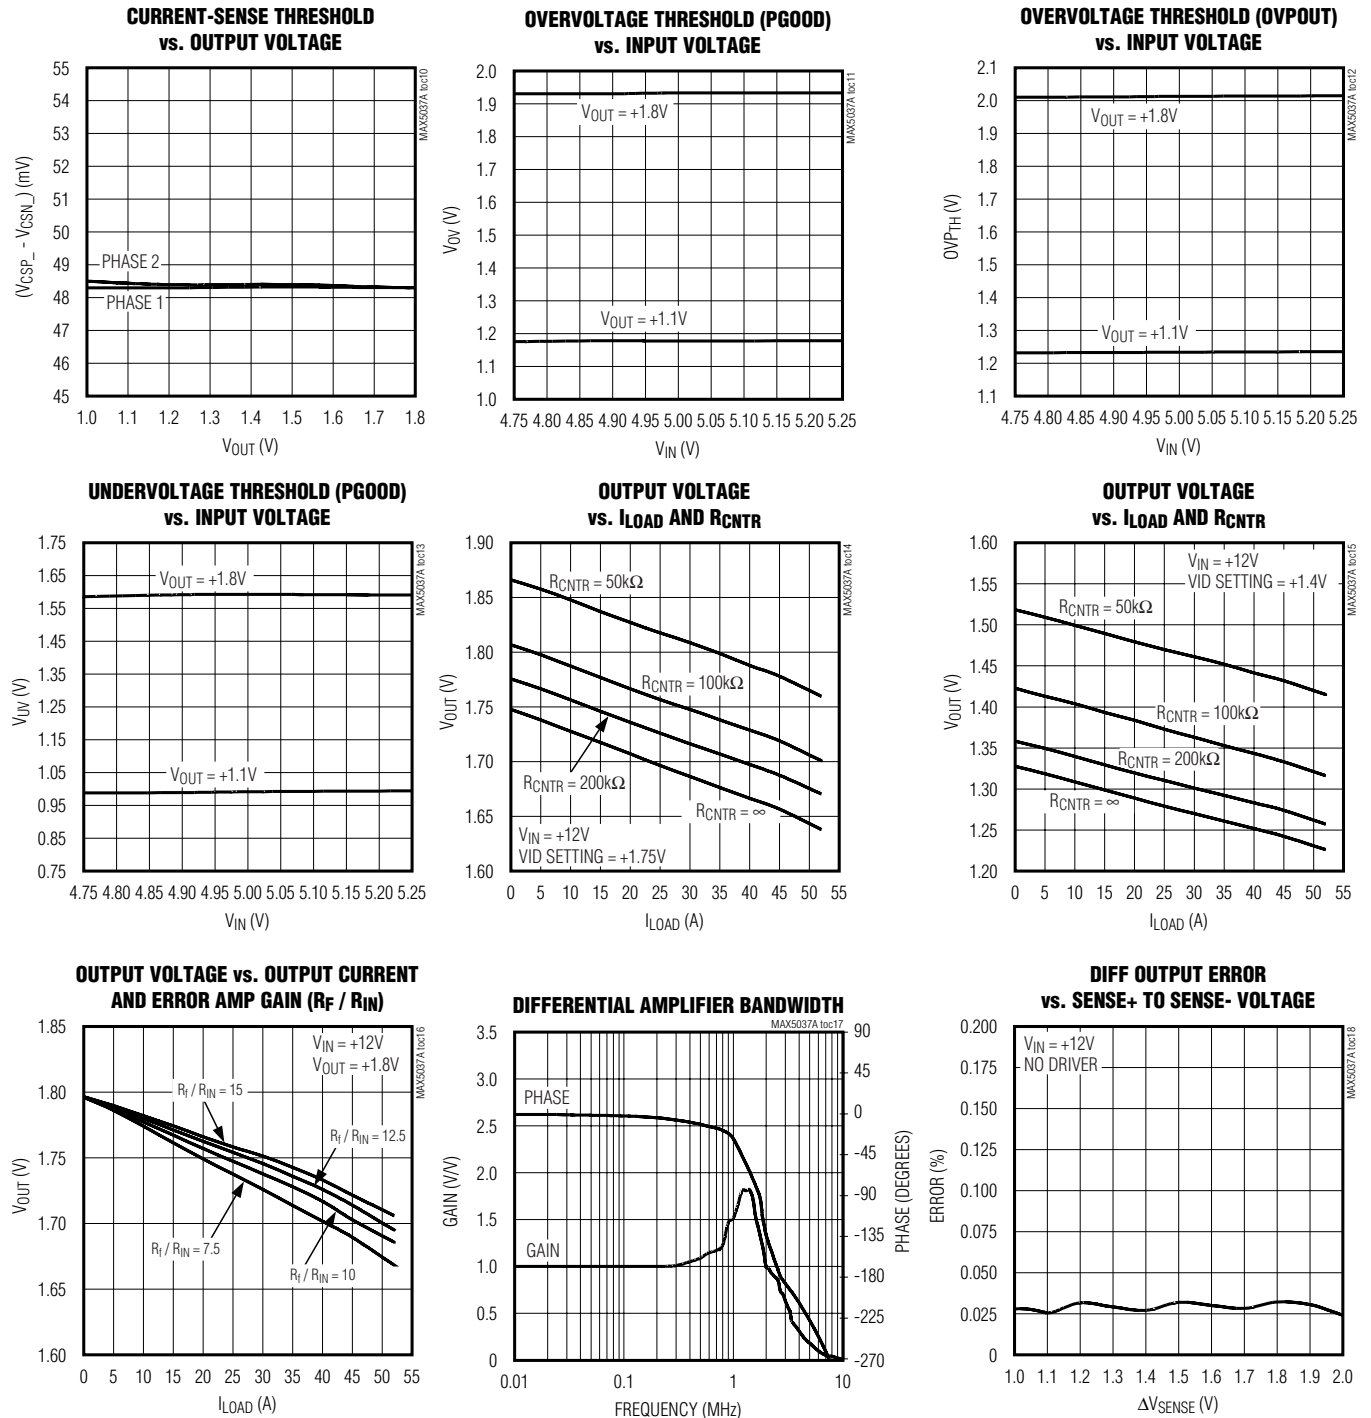 CURRENT-SENSE THRESHOLD
vs. OUTPUT VOLTAGE
MAX5037A toc10
55
54
53
52
51
50
49
48
47
46
45
(VCSP_ - VCSN_) (mV)
PHASE 2
PHASE 1
1.0 1.1 1.2 1.3 1.4 1.5 1.6 1.7 1.8
VOUT (V)
OVERVOLTAGE THRESHOLD (PGOOD)
vs. INPUT VOLTAGE
MAX5037A toc11
2.0
1.9
1.8
1.7
1.6
1.5
1.4
1.3
1.2
1.1
1.0
VOV (V)
VOUT = +1.8V
VOUT = +1.1V
4.75 4.80 4.85 4.90 4.95 5.00 5.05 5.10 5.15 5.20 5.25
VIN (V)
OVERVOLTAGE THRESHOLD (OVPOUT)
vs. INPUT VOLTAGE
MAX5037A toc12
2.1
2.0
1.9
1.8
1.7
1.6
1.5
1.4
1.3
1.2
1.1
OVPTH (V)
VOUT = +1.8V
VOUT = +1.1V
4.75 4.80 4.85 4.90 4.95 5.00 5.05 5.10 5.15 5.20 5.25
VIN (V)
UNDERVOLTAGE THRESHOLD (PGOOD)
vs. INPUT VOLTAGE
MAX5037A toc13
1.75
1.65
1.55
1.45
1.35
1.25
1.15
1.05
0.95
0.85
0.75
VUV (V)
VOUT = +1.8V
VOUT = +1.1V
4.75 4.80 4.85 4.90 4.95 5.00 5.05 5.10 5.15 5.20 5.25
VIN (V)
OUTPUT VOLTAGE
vs. ILOAD AND RCNTR
MAX5037A toc14
1.90
1.85
1.80
1.75
1.70
1.65
1.60
VOUT (V)
RCNTR = 50kΩ
RCNTR = 100kΩ
RCNTR = 200kΩ
RCNTR = ∞
VIN = +12V
VID SETTING = +1.75V
0 5 10 15 20 25 30 35 40 45 50 55
ILOAD (A)
OUTPUT VOLTAGE
vs. ILOAD AND RCNTR
MAX5037A toc15
1.60
1.55
1.50
1.45
1.40
1.35
1.30
1.25
1.20
VOUT (V)
VIN = +12V
VID SETTING = +1.4V
RCNTR = 50kΩ
RCNTR = 100kΩ
RCNTR = 200kΩ
RCNTR = ∞
0 5 10 15 20 25 30 35 40 45 50 55
ILOAD (A)
OUTPUT VOLTAGE vs. OUTPUT CURRENT
AND ERROR AMP GAIN (RF / RIN)
MAX5037A toc16
1.85
1.80
1.75
1.70
1.65
1.60
VOUT (V)
VIN = +12V
VOUT = +1.8V
Rf / RIN = 15
Rf / RIN = 12.5
Rf / RIN = 7.5
Rf / RIN = 10
0 5 10 15 20 25 30 35 40 45 50 55
ILOAD (A)
DIFFERENTIAL AMPLIFIER BANDWIDTH
MAX5037A toc17
3.5
3.0
2.5
2.0
1.5
1.0
0.5
0
GAIN (V/V)
PHASE
GAIN
90
45
0
-45
-90
-135
-180
-225
-270
PHASE (DEGREES)
0.01 0.1 1 10
FREQUENCY (MHz)
DIFF OUTPUT ERROR
vs. SENSE+ TO SENSE- VOLTAGE
MAX5037A toc18
0.200
0.175
0.150
0.125
0.100
0.075
0.050
0.025
0
ERROR (%)
VIN = +12V
NO DRIVER
1.0 1.1 1.2 1.3 1.4 1.5 1.6 1.7 1.8 1.9 2.0
ΔVSENSE (V)